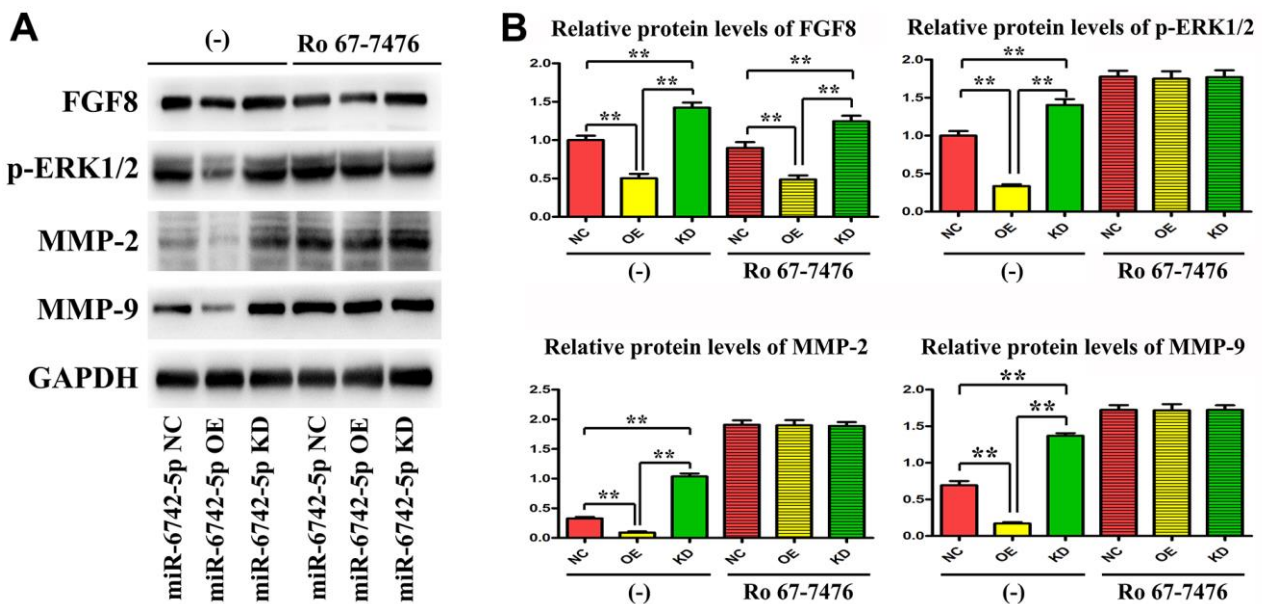 A
(-) Ro 67-7476
FGF8
p-ERK1/2
MMP-2
MMP-9
GAPDH
miR-6742-5p NC
miR-6742-5p OE
miR-6742-5p KD
miR-6742-5p NC
miR-6742-5p OE
miR-6742-5p KD
B
Relative protein levels of FGF8
2.0
1.5
1.0
0.5
0.0
** ** ** ** ** **
NC OE KD NC OE KD
(-) Ro 67-7476
Relative protein levels of p-ERK1/2
2.0
1.5
1.0
0.5
0.0
** ** **
NC OE KD NC OE KD
(-) Ro 67-7476
Relative protein levels of MMP-2
2.5
2.0
1.5
1.0
0.5
0.0
** ** **
NC OE KD NC OE KD
(-) Ro 67-7476
Relative protein levels of MMP-9
2.0
1.5
1.0
0.5
0.0
** ** **
NC OE KD NC OE KD
(-) Ro 67-7476